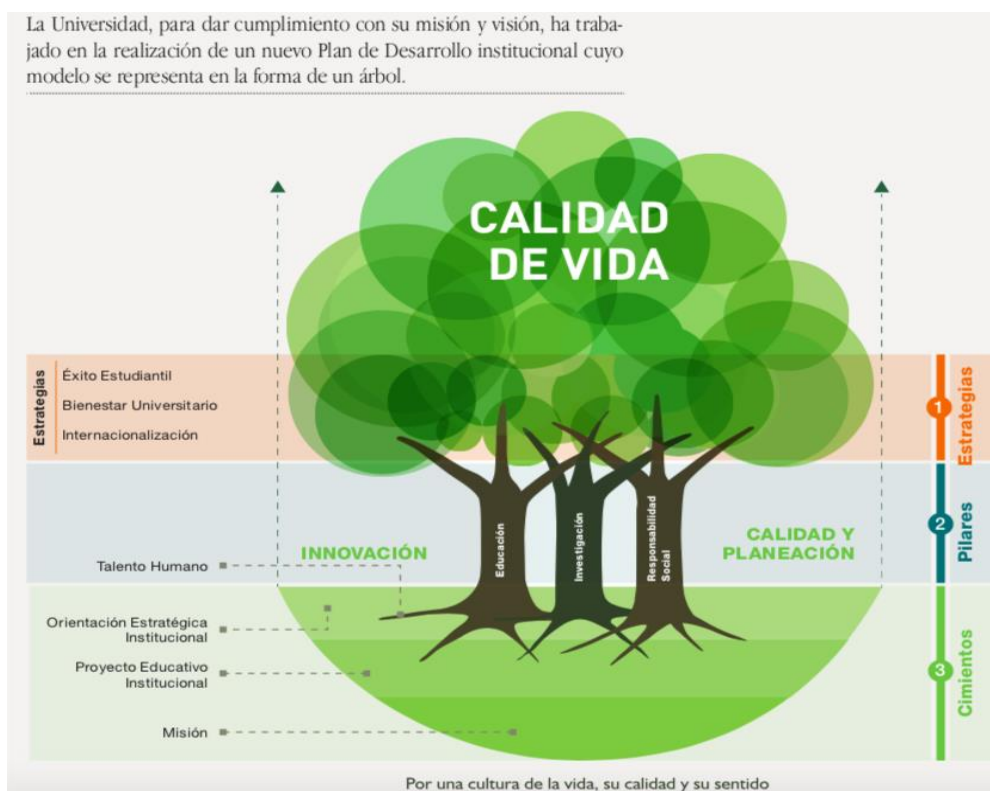 La Universidad, para dar cumplimiento con su misión y visión, ha traba-
jado en la realización de un nuevo Plan de Desarrollo institucional cuyo
modelo se representa en la forma de un árbol.
CALIDAD
DE VIDA
Estrategias
Éxito Estudiantil
Bienestar Universitario
Internacionalización
1
Estrategias
INNOVACIÓN
Educación
Investigación
Responsabilidad
Social
CALIDAD Y
PLANEACIÓN
2
Pilares
Talento Humano
Orientación Estratégica
Institucional
Proyecto Educativo
Institucional
Misión
3
Cimientos
Por una cultura de la vida, su calidad y su sentido